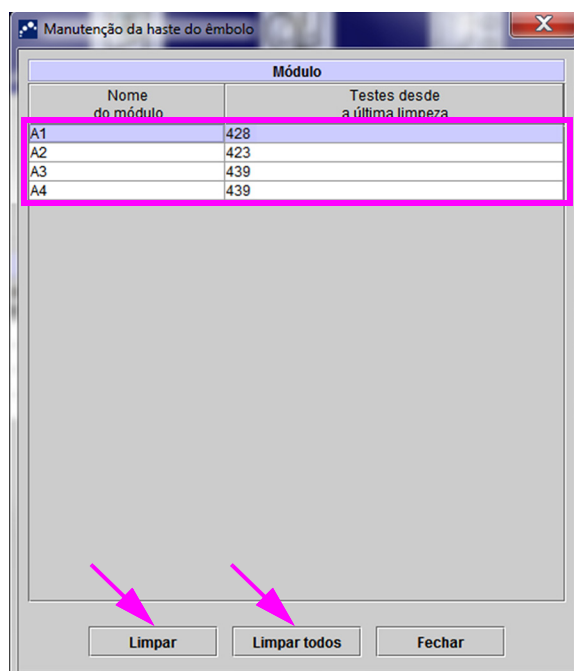 Manutenção da haste do êmbolo
Módulo
Nome
do módulo
Testes desde
a última limpeza
A1 428
A2 423
A3 439
A4 439
Limpar Limpar todos Fechar